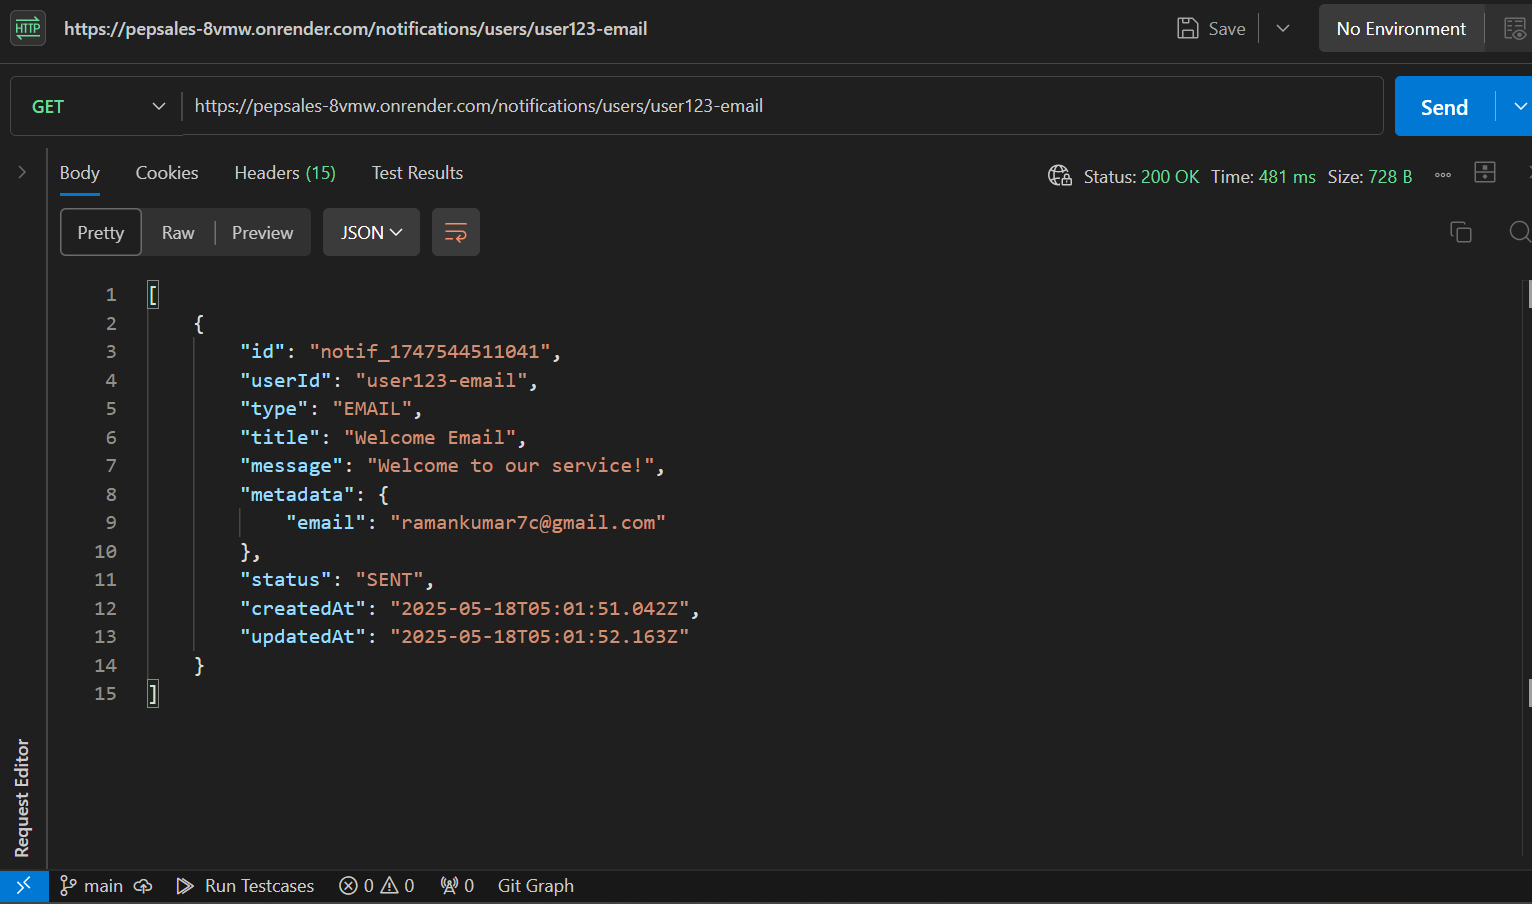 HTTP https://pepsales-8vmw.onrender.com/notifications/users/user123-email Save No Environment
GET https://pepsales-8vmw.onrender.com/notifications/users/user123-email Send
Body Cookies Headers (15) Test Results Status: 200 OK Time: 481 ms Size: 728 B
Pretty Raw Preview JSON
1 [
2 {
3 "id": "notif_1747544511041",
4 "userId": "user123-email",
5 "type": "EMAIL",
6 "title": "Welcome Email",
7 "message": "Welcome to our service!",
8 "metadata": {
9 "email": "ramankumar7c@gmail.com"
10 },
11 "status": "SENT",
12 "createdAt": "2025-05-18T05:01:51.042Z",
13 "updatedAt": "2025-05-18T05:01:52.163Z"
14 }
15 ]
Request Editor
main Run Testcases 0 0 0 Git Graph